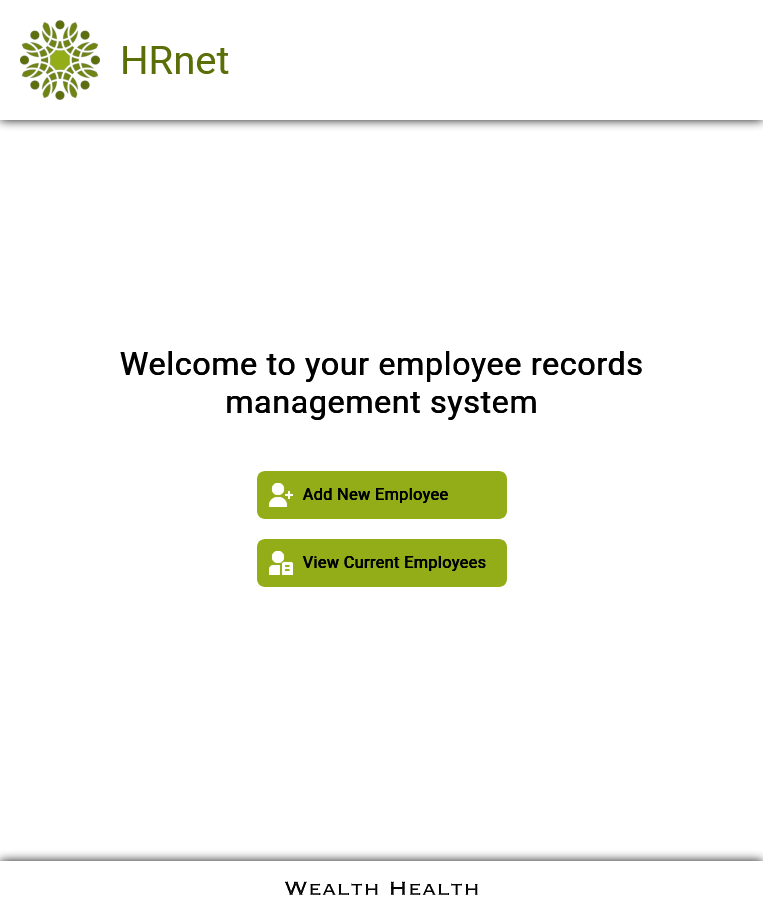 HRnet
Welcome to your employee records
management system
Add New Employee
View Current Employees
WEALTH HEALTH